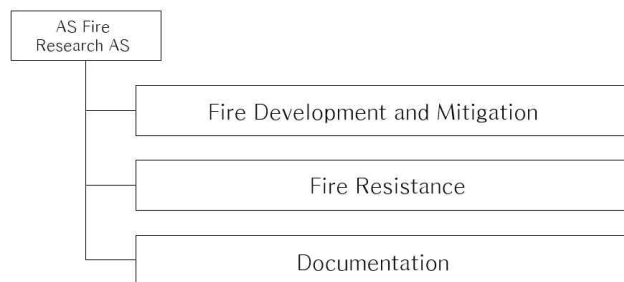 AS Fire
Research AS
Fire Development and Mitigation
Fire Resistance
Documentation